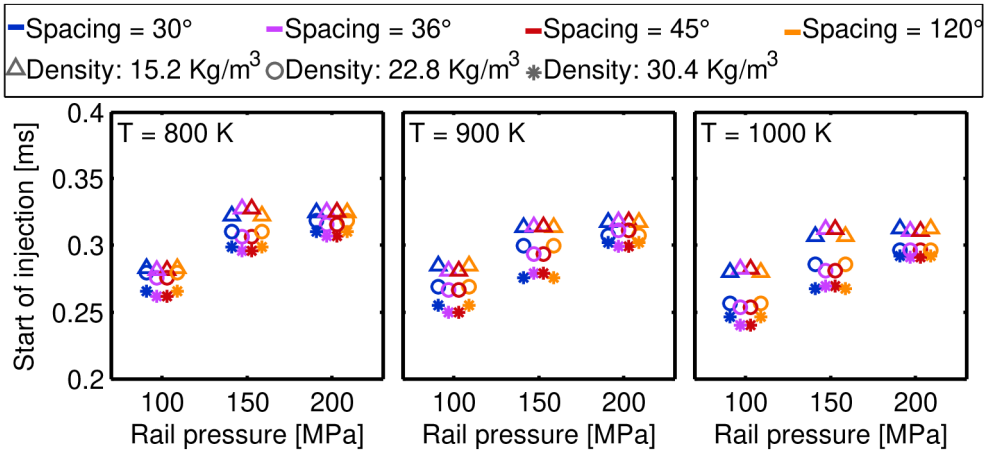 Spacing = 30° Spacing = 36° Spacing = 45° Spacing = 120°
Density: 15.2 Kg/m³ Density: 22.8 Kg/m³ Density: 30.4 Kg/m³
Start of injection [ms]
0.4
0.35
0.3
0.25
0.2
T = 800 K T = 900 K T = 1000 K
100 150 200 100 150 200 100 150 200
Rail pressure [MPa] Rail pressure [MPa] Rail pressure [MPa]